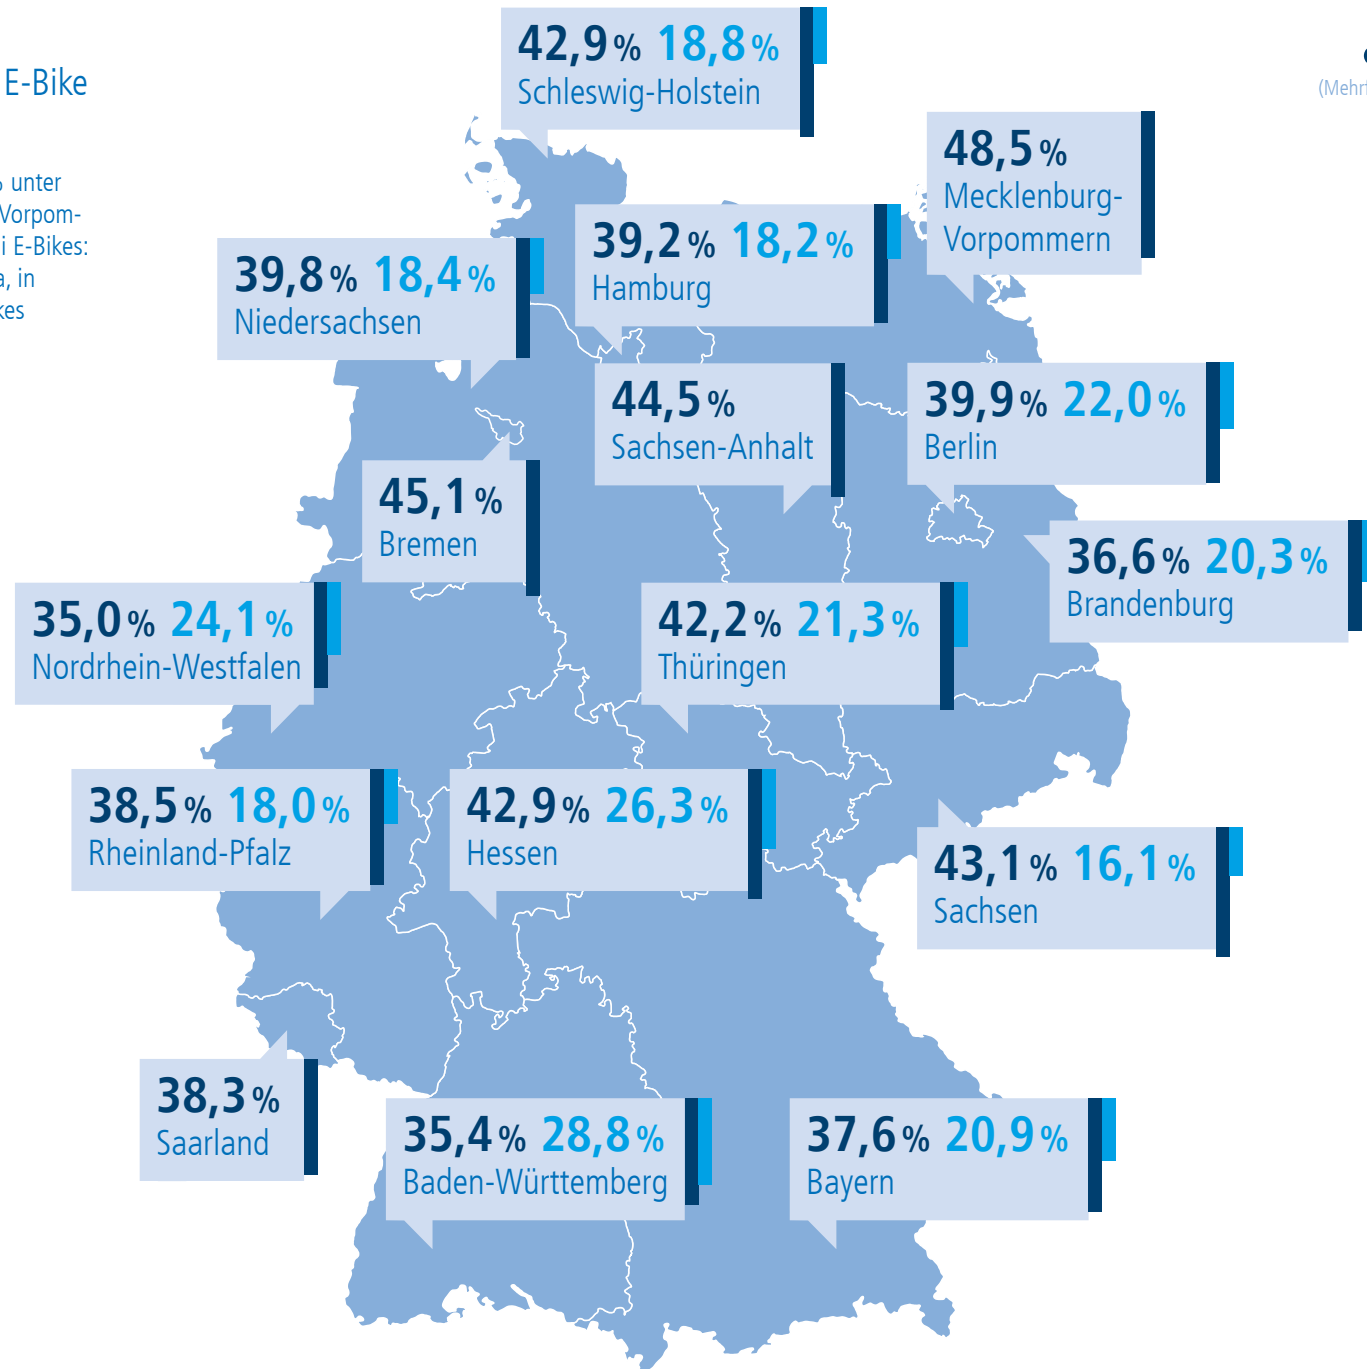 E-Bike
unter
Vorpom-
E-Bikes:
in
(Mehr
42,9 % 18,8 %
Schleswig-Holstein
48,5 %
Mecklenburg-
Vorpommern
39,2 % 18,2 %
Hamburg
39,8 % 18,4 %
Niedersachsen
44,5 %
Sachsen-Anhalt
39,9 % 22,0 %
Berlin
45,1 %
Bremen
36,6 % 20,3 %
Brandenburg
35,0 % 24,1 %
Nordrhein-Westfalen
42,2 % 21,3 %
Thüringen
38,5 % 18,0 %
Rheinland-Pfalz
42,9 % 26,3 %
Hessen
43,1 % 16,1 %
Sachsen
38,3 %
Saarland
35,4 % 28,8 %
Baden-Württemberg
37,6 % 20,9 %
Bayern